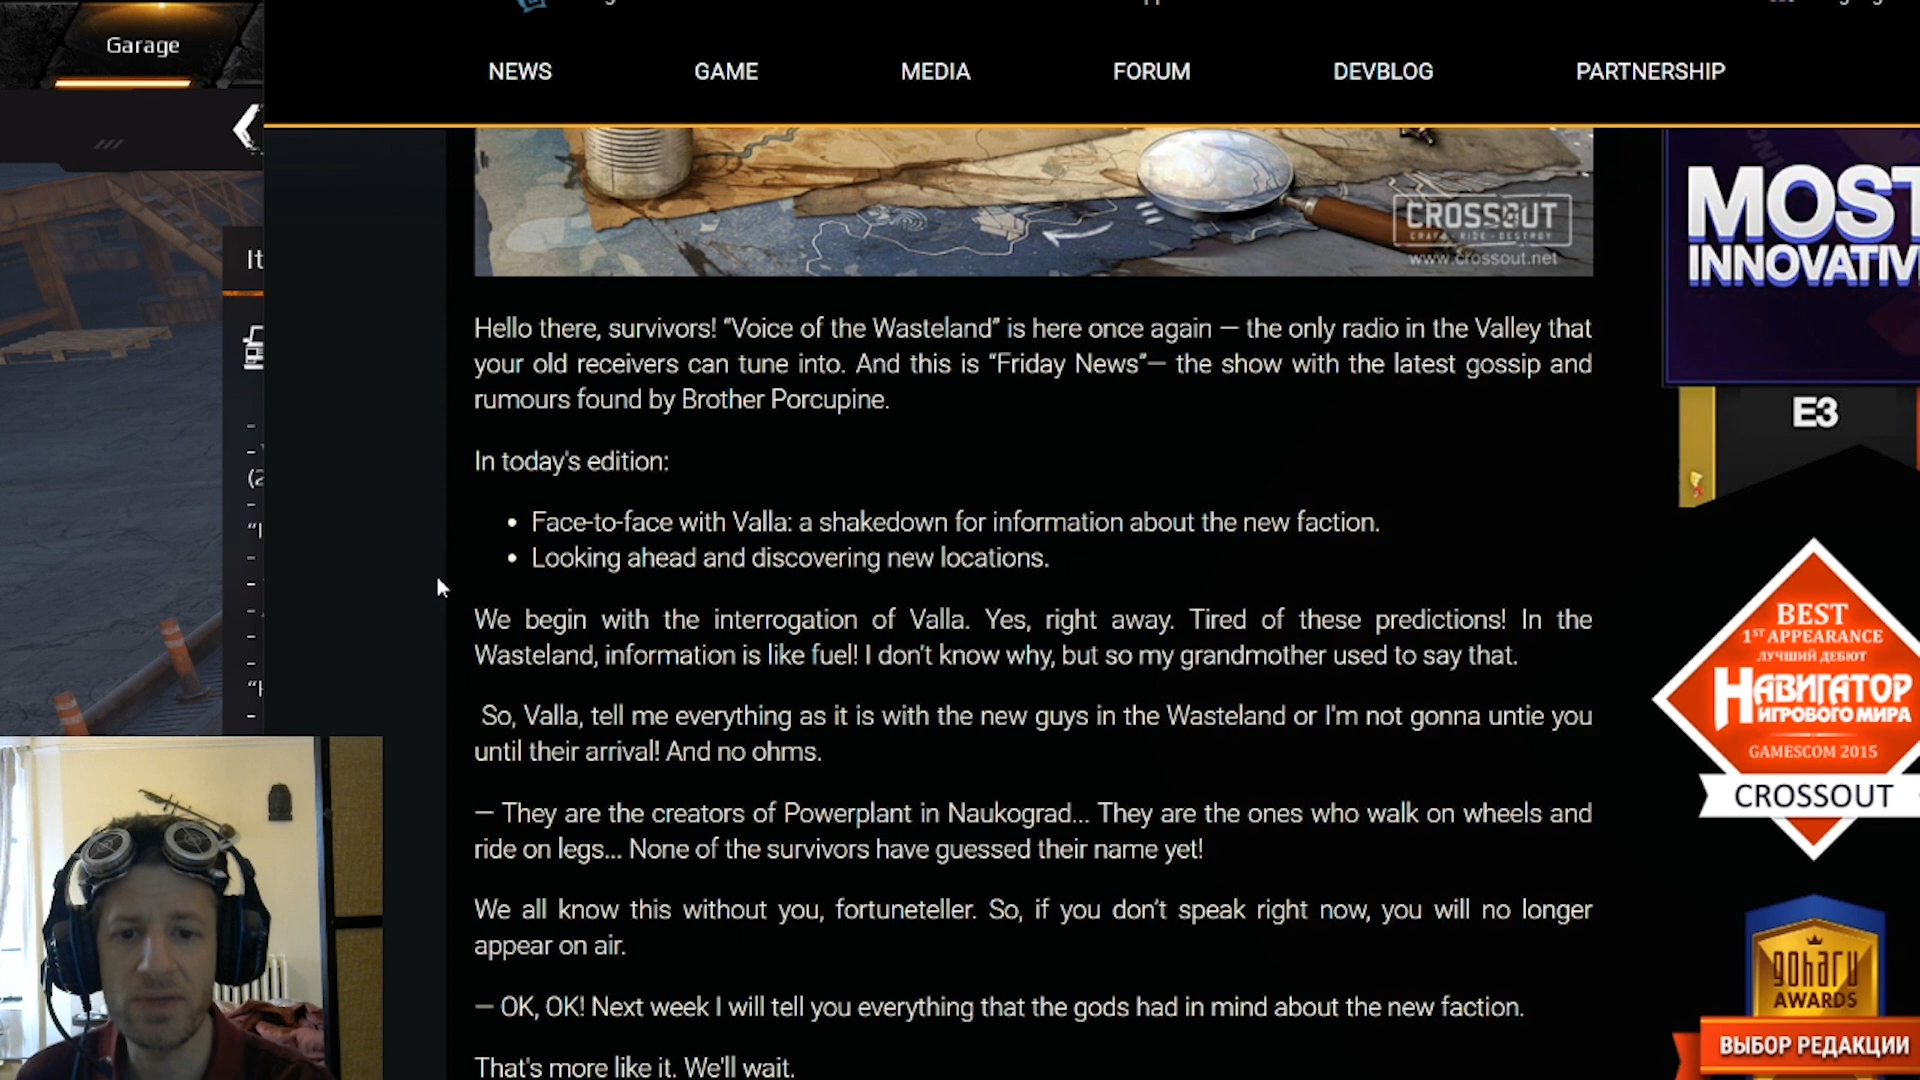 Garage
NEWS
GAME
MEDIA
FORUM
DEVBLOG
PARTNERSHIP
CROSSOUT
CRAFT · RIDE · DESTROY
www.crossout.net
Hello there, survivors! “Voice of the Wasteland” is here once again — the only radio in the Valley that
your old receivers can tune into. And this is “Friday News”— the show with the latest gossip and
rumours found by Brother Porcupine.
In today's edition:
• Face-to-face with Valla: a shakedown for information about the new faction.
• Looking ahead and discovering new locations.
We begin with the interrogation of Valla. Yes, right away. Tired of these predictions! In the
Wasteland, information is like fuel! I don’t know why, but so my grandmother used to say that.
So, Valla, tell me everything as it is with the new guys in the Wasteland or I'm not gonna untie you
until their arrival! And no ohms.
— They are the creators of Powerplant in Naukograd... They are the ones who walk on wheels and
ride on legs... None of the survivors have guessed their name yet!
We all know this without you, fortuneteller. So, if you don’t speak right now, you will no longer
appear on air.
— OK, OK! Next week I will tell you everything that the gods had in mind about the new faction.
That's more like it. We'll wait.
MOST
INNOVATIV
E3
BEST
1ST APPEARANCE
ЛУЧШИЙ ДЕБЮТ
НАВИГАТОР
ИГРОВОГО МИРА
GAMESCOM 2015
CROSSOUT
goharu
AWARDS
ВЫБОР РЕДАКЦИИ